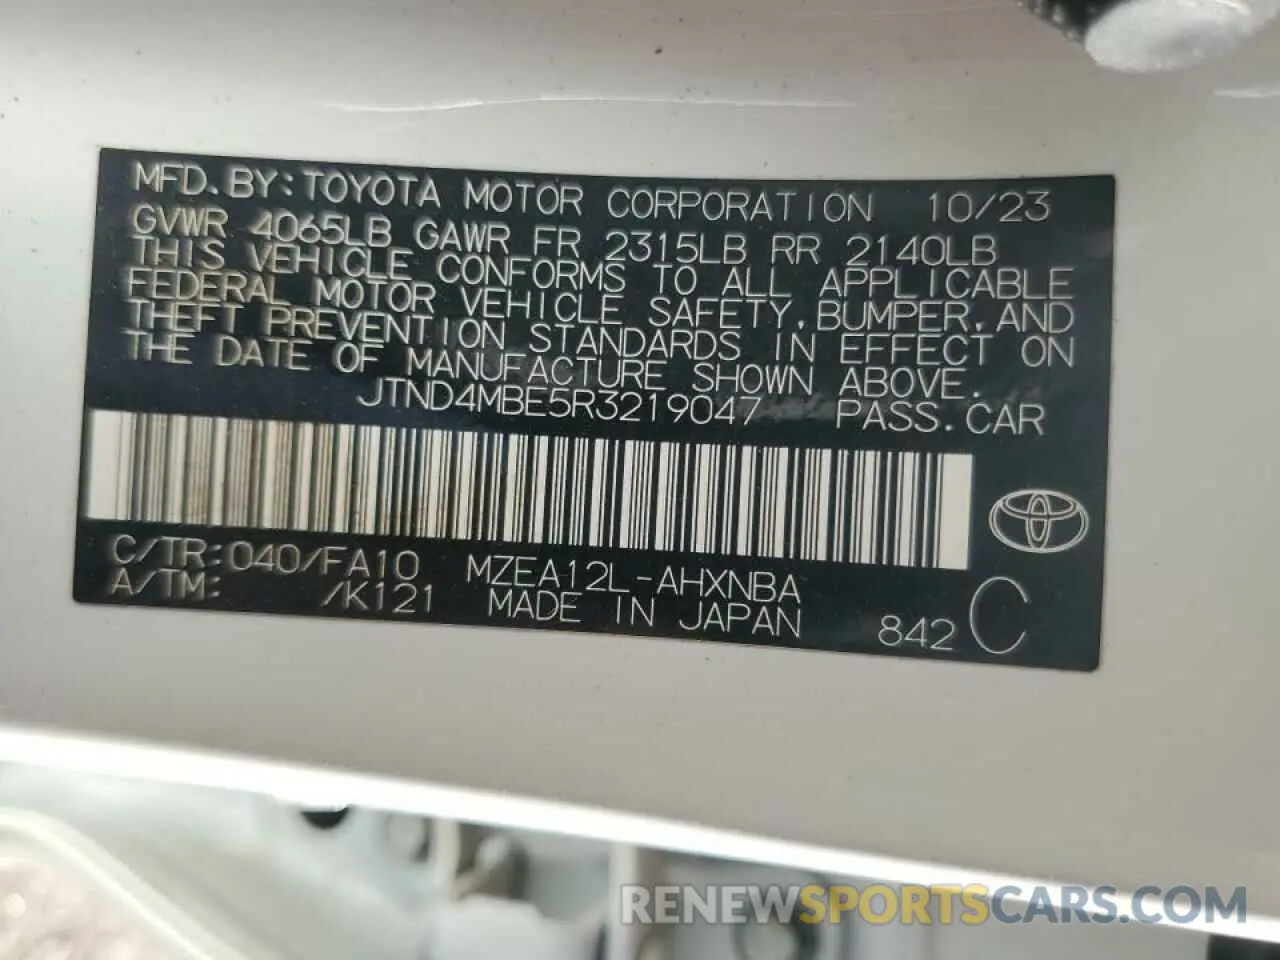 MFD. BY: TOYOTA MOTOR CORPORATION 10/23
GVWR 4065LB GAWR FR 2315LB RR 2140LB
THIS VEHICLE CONFORMS TO ALL APPLICABLE
FEDERAL MOTOR VEHICLE SAFETY, BUMPER, AND
THEFT PREVENTION STANDARDS IN EFFECT ON
THE DATE OF MANUFACTURE SHOWN ABOVE.
JTND4MBE5R3219047 PASS. CAR
C/TR: 040/FA10 MZEA12L-AHXNBA
A/TM: /K121 MADE IN JAPAN 842 C
RENEWSPORTSCARS.COM